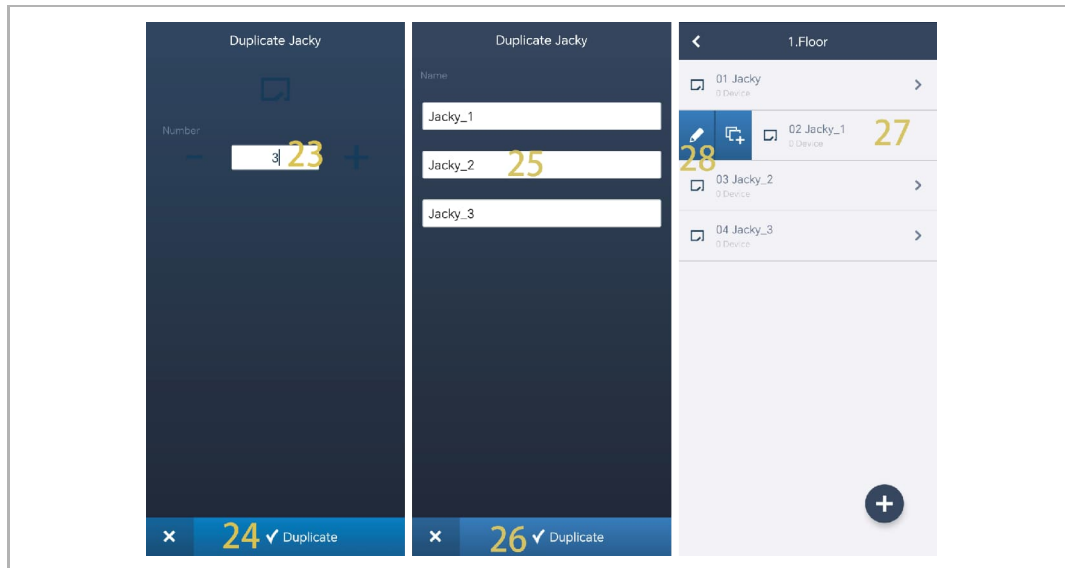 Duplicate Jacky
Number
3 23
24 Duplicate
Duplicate Jacky
Name
Jacky_1
Jacky_2 25
Jacky_3
26 Duplicate
1.Floor
01 Jacky
0 Device
02 Jacky_1 27
0 Device
28
03 Jacky_2
0 Device
04 Jacky_3
0 Device